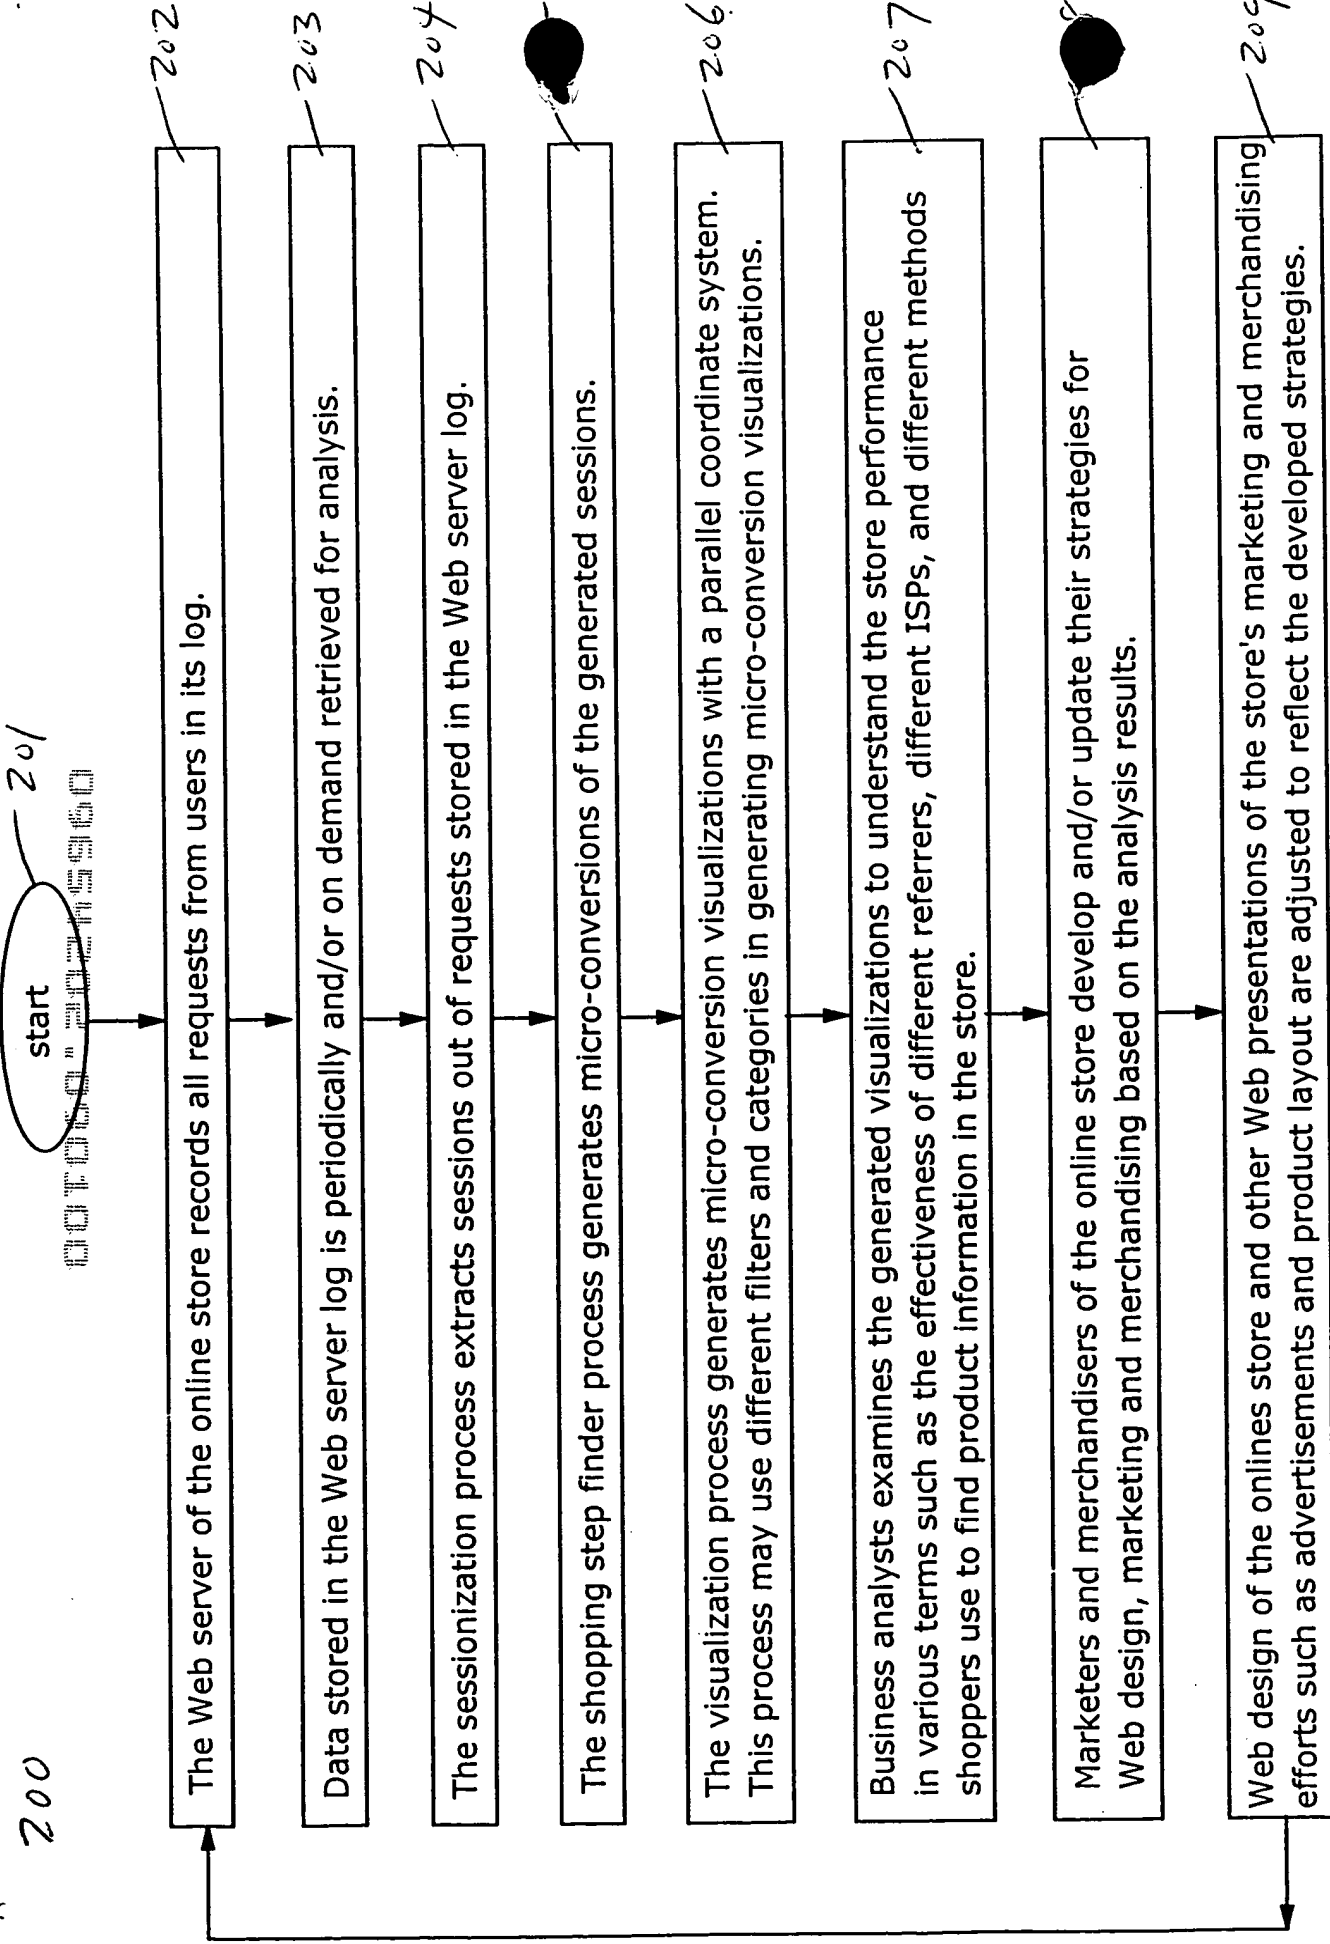 200
start
201
09655112.090100
The Web server of the online store records all requests from users in its log.
202
Data stored in the Web server log is periodically and/or on demand retrieved for analysis.
203
The sessionization process extracts sessions out of requests stored in the Web server log.
204
The shopping step finder process generates micro-conversions of the generated sessions.
The visualization process generates micro-conversion visualizations with a parallel coordinate system.
This process may use different filters and categories in generating micro-conversion visualizations.
206
Business analysts examines the generated visualizations to understand the store performance
in various terms such as the effectiveness of different referrers, different ISPs, and different methods
shoppers use to find product information in the store.
207
Marketers and merchandisers of the online store develop and/or update their strategies for
Web design, marketing and merchandising based on the analysis results.
Web design of the onlines store and other Web presentations of the store's marketing and merchandising
efforts such as advertisements and product layout are adjusted to reflect the developed strategies.
209